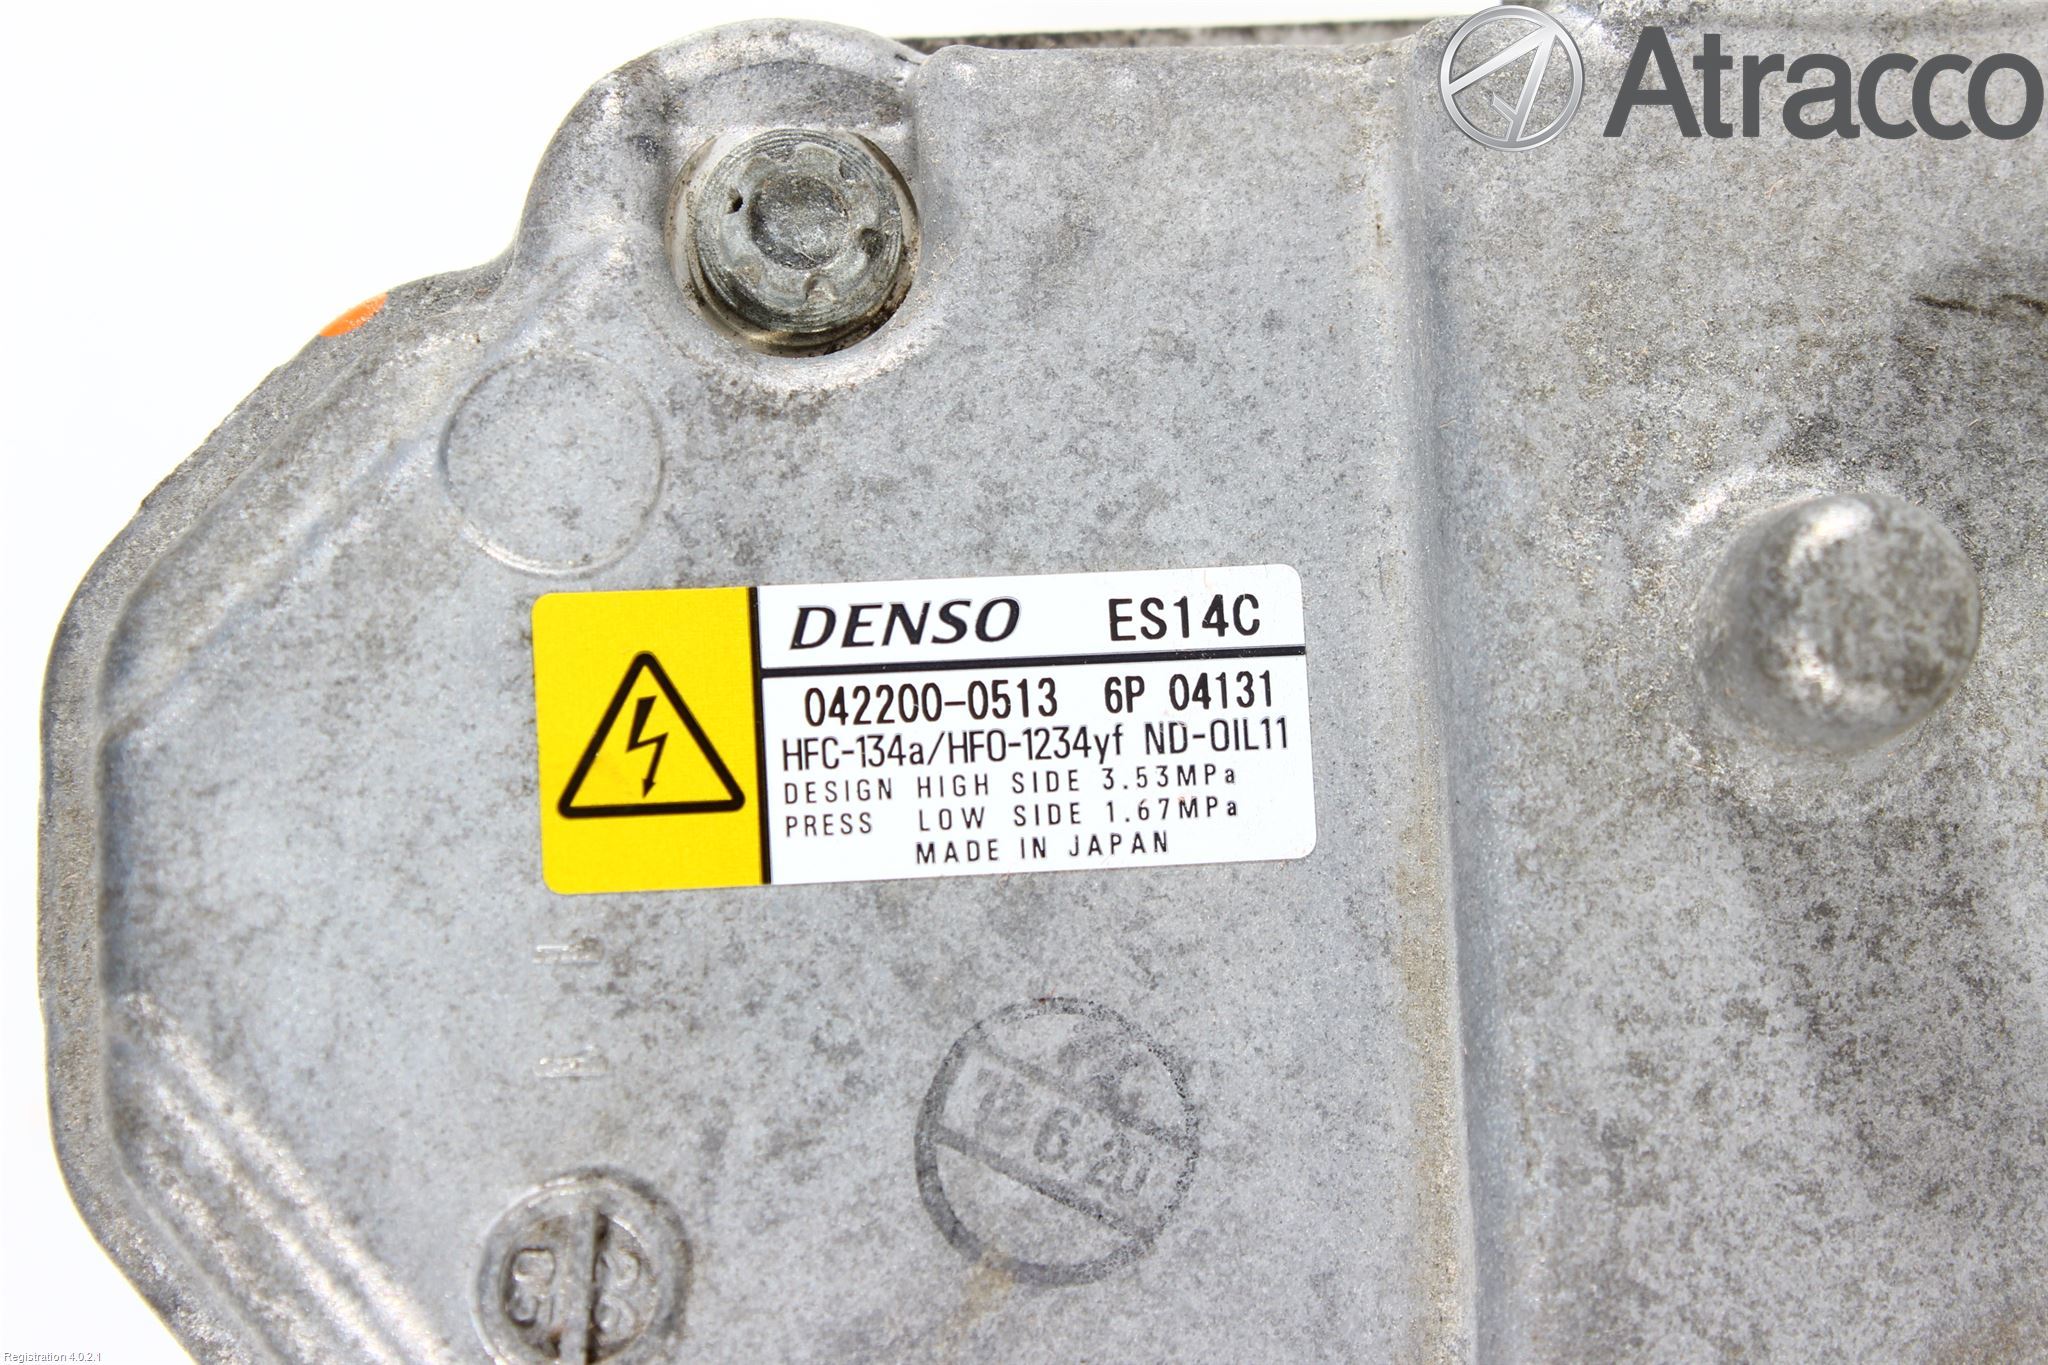 Atracco
DENSO ES14C
042200-0513 6P 04131
HFC-134a/HFO-1234yf ND-OIL11
DESIGN HIGH SIDE 3.53MPa
PRESS LOW SIDE 1.67MPa
MADE IN JAPAN
Registration 4.0.2.1